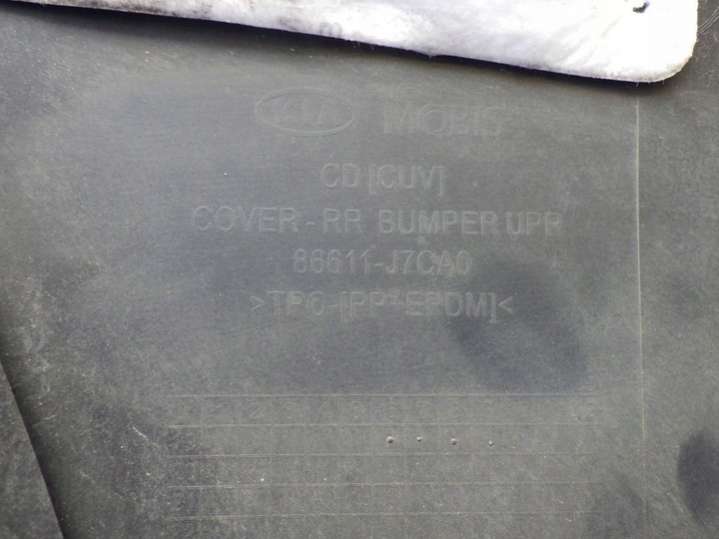 KIA MOBIS
CD [CUV]
COVER-RR BUMPER UPR
86611-J7CA0
>TPO-[PP+EPDM]<